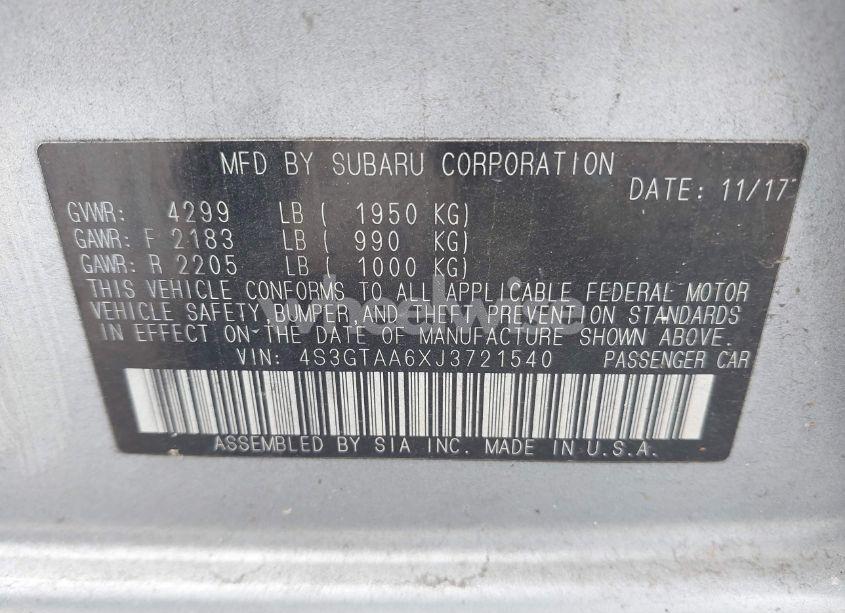 MFD BY SUBARU CORPORATION
DATE: 11/17
GVWR: 4299 LB ( 1950 KG)
GAWR: F 2183 LB ( 990 KG)
GAWR: R 2205 LB ( 1000 KG)
THIS VEHICLE CONFORMS TO ALL APPLICABLE FEDERAL MOTOR
VEHICLE SAFETY, BUMPER, AND THEFT PREVENTION STANDARDS
IN EFFECT ON THE DATE OF MANUFACTURE SHOWN ABOVE.
VIN: 4S3GTAA6XJ3721540 PASSENGER CAR
ASSEMBLED BY SIA INC. MADE IN U.S.A.
wheelwire